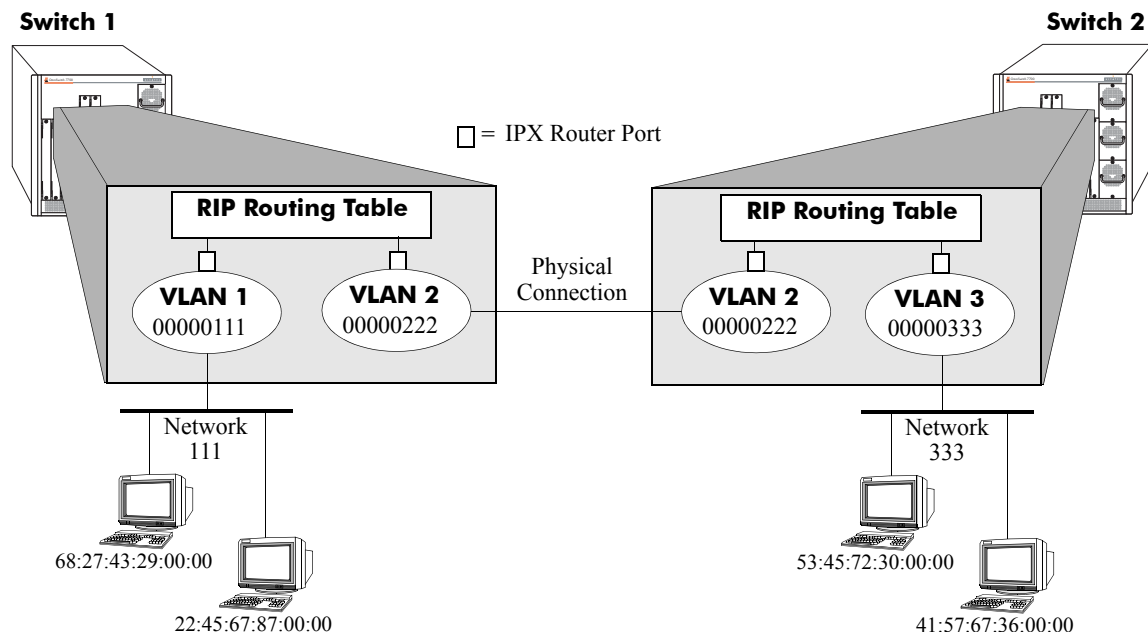 Switch 1
Switch 2
= IPX Router Port
RIP Routing Table
RIP Routing Table
VLAN 1
00000111
VLAN 2
00000222
Physical
Connection
VLAN 2
00000222
VLAN 3
00000333
Network
111
Network
333
68:27:43:29:00:00
22:45:67:87:00:00
53:45:72:30:00:00
41:57:67:36:00:00